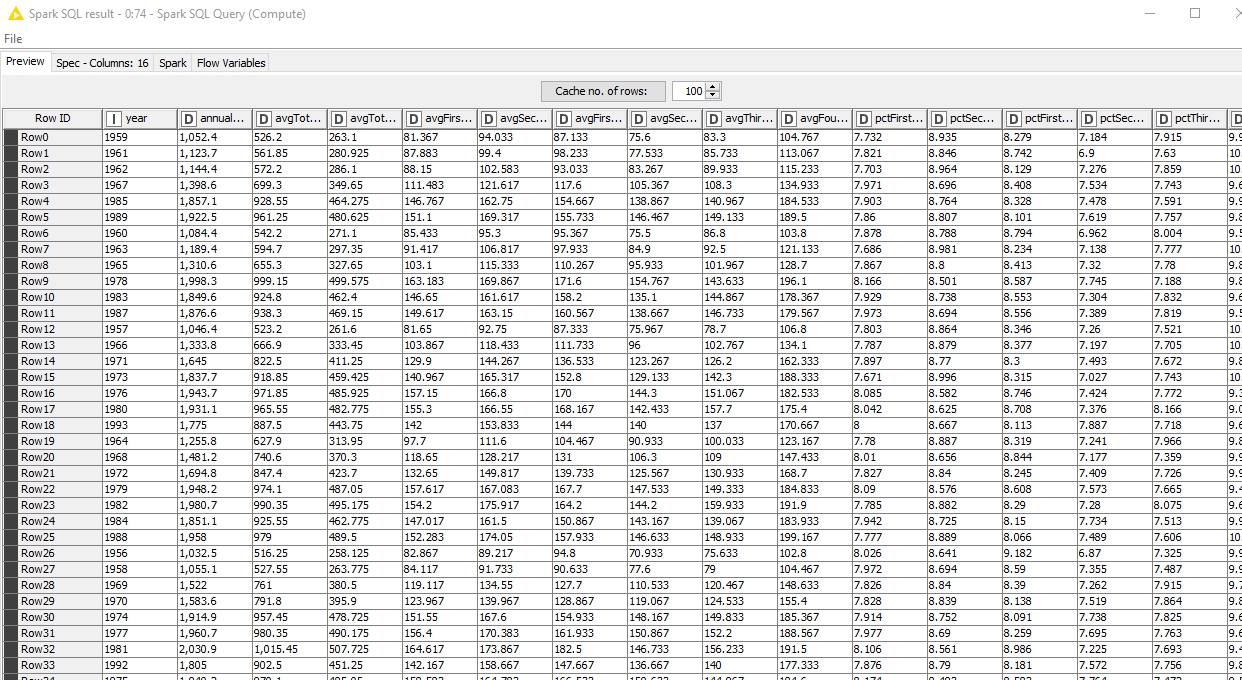 Spark SQL result - 0:74 - Spark SQL Query (Compute)
File
Preview Spec - Columns: 16 Spark Flow Variables
Cache no. of rows: 100
Row ID I year D annual... D avgTot... D avgTot... D avgFirs... D avgSec... D avgFirs... D avgSec... D avgThir... D avgFou... D pctFirst... D pctSec... D pctFirst... D pctSec... D pctThir... D
Row0 1959 1,052.4 526.2 263.1 81.367 94.033 87.133 75.6 83.3 104.767 7.732 8.935 8.279 7.184 7.915
Row1 1961 1,123.7 561.85 280.925 87.883 99.4 98.233 77.533 85.733 113.067 7.821 8.846 8.742 6.9 7.63
Row2 1962 1,144.4 572.2 286.1 88.15 102.583 93.033 83.267 89.933 115.233 7.703 8.964 8.129 7.276 7.859
Row3 1967 1,398.6 699.3 349.65 111.483 121.617 117.6 105.367 108.3 134.933 7.971 8.696 8.408 7.534 7.743
Row4 1985 1,857.1 928.55 464.275 146.767 162.75 154.667 138.867 140.967 184.533 7.903 8.764 8.328 7.478 7.591
Row5 1989 1,922.5 961.25 480.625 151.1 169.317 155.733 146.467 149.133 189.5 7.86 8.807 8.101 7.619 7.757
Row6 1960 1,084.4 542.2 271.1 85.433 95.3 95.367 75.5 86.8 103.8 7.878 8.788 8.794 6.962 8.004
Row7 1963 1,189.4 594.7 297.35 91.417 106.817 97.933 84.9 92.5 121.133 7.686 8.981 8.234 7.138 7.777
Row8 1965 1,310.6 655.3 327.65 103.1 115.333 110.267 95.933 101.967 128.7 7.867 8.8 8.413 7.32 7.78
Row9 1978 1,998.3 999.15 499.575 163.183 169.867 171.6 154.767 143.633 196.1 8.166 8.501 8.587 7.745 7.188
Row10 1983 1,849.6 924.8 462.4 146.65 161.617 158.2 135.1 144.867 178.367 7.929 8.738 8.553 7.304 7.832
Row11 1987 1,876.6 938.3 469.15 149.617 163.15 160.567 138.667 146.733 179.567 7.973 8.694 8.556 7.389 7.819
Row12 1957 1,046.4 523.2 261.6 81.65 92.75 87.333 75.967 78.7 106.8 7.803 8.864 8.346 7.26 7.521
Row13 1966 1,333.8 666.9 333.45 103.867 118.433 111.733 96 102.767 134.1 7.787 8.879 8.377 7.197 7.705
Row14 1971 1,645 822.5 411.25 129.9 144.267 136.533 123.267 126.2 162.333 7.897 8.77 8.3 7.493 7.672
Row15 1973 1,837.7 918.85 459.425 140.967 165.317 152.8 129.133 142.3 188.333 7.671 8.996 8.315 7.027 7.743
Row16 1976 1,943.7 971.85 485.925 157.15 166.8 170 144.3 151.067 182.533 8.085 8.582 8.746 7.424 7.772
Row17 1980 1,931.1 965.55 482.775 155.3 166.55 168.167 142.433 157.7 175.4 8.042 8.625 8.708 7.376 8.166
Row18 1993 1,775 887.5 443.75 142 153.833 144 140 137 170.667 8 8.667 8.113 7.887 7.718
Row19 1964 1,255.8 627.9 313.95 97.7 111.6 104.467 90.933 100.033 123.167 7.78 8.887 8.319 7.241 7.966
Row20 1968 1,481.2 740.6 370.3 118.65 128.217 131 106.3 109 147.433 8.01 8.656 8.844 7.177 7.359
Row21 1972 1,694.8 847.4 423.7 132.65 149.817 139.733 125.567 130.933 168.7 7.827 8.84 8.245 7.409 7.726
Row22 1979 1,948.2 974.1 487.05 157.617 167.083 167.7 147.533 149.333 184.833 8.09 8.576 8.608 7.573 7.665
Row23 1982 1,980.7 990.35 495.175 154.2 175.917 164.2 144.2 159.933 191.9 7.785 8.882 8.29 7.28 8.075
Row24 1984 1,851.1 925.55 462.775 147.017 161.5 150.867 143.167 139.067 183.933 7.942 8.725 8.15 7.734 7.513
Row25 1988 1,958 979 489.5 152.283 174.05 157.933 146.633 148.933 199.167 7.777 8.889 8.066 7.489 7.606
Row26 1956 1,032.5 516.25 258.125 82.867 89.217 94.8 70.933 75.633 102.8 8.026 8.641 9.182 6.87 7.325
Row27 1958 1,055.1 527.55 263.775 84.117 91.733 90.633 77.6 79 104.467 7.972 8.694 8.59 7.355 7.487
Row28 1969 1,522 761 380.5 119.117 134.55 127.7 110.533 120.467 148.633 7.826 8.84 8.39 7.262 7.915
Row29 1970 1,583.6 791.8 395.9 123.967 139.967 128.867 119.067 124.533 155.4 7.828 8.839 8.138 7.519 7.864
Row30 1974 1,914.9 957.45 478.725 151.55 167.6 154.933 148.167 149.833 185.367 7.914 8.752 8.091 7.738 7.825
Row31 1977 1,960.7 980.35 490.175 156.4 170.383 161.933 150.867 152.2 188.567 7.977 8.69 8.259 7.695 7.763
Row32 1981 2,030.9 1,015.45 507.725 164.617 173.867 182.5 146.733 156.233 191.5 8.106 8.561 8.986 7.225 7.693
Row33 1992 1,805 902.5 451.25 142.167 158.667 147.667 136.667 140 177.333 7.876 8.79 8.181 7.572 7.756